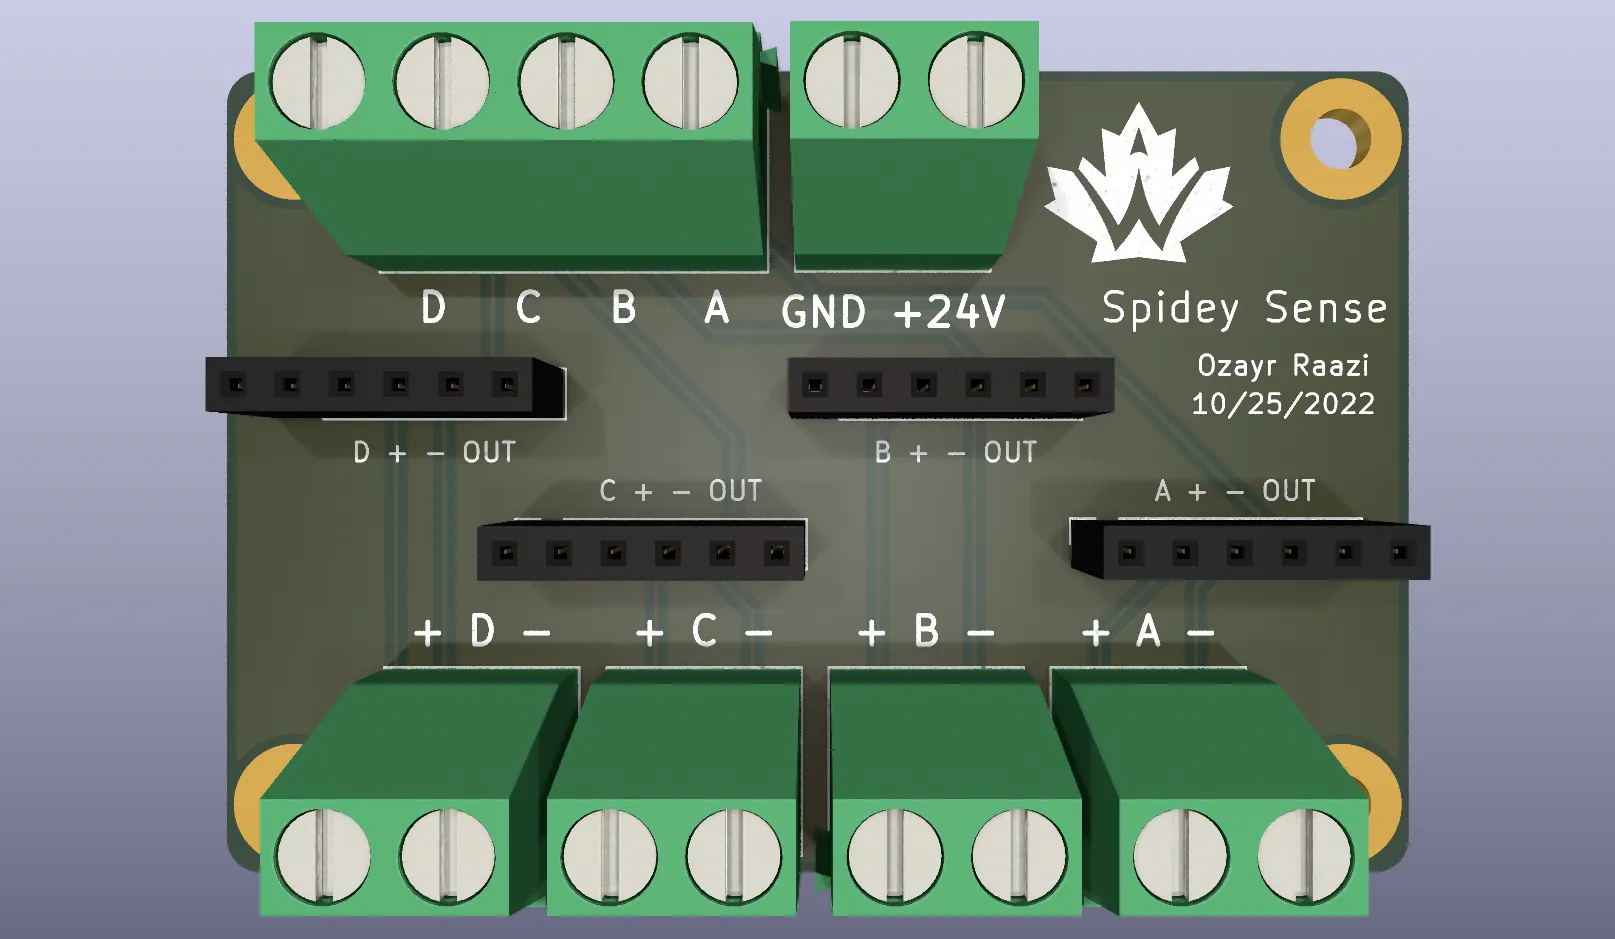 D C B A GND +24V
Spidey Sense
Ozayr Raazi
10/25/2022
D + - OUT
B + - OUT
C + - OUT
A + - OUT
+ D -
+ C -
+ B -
+ A -